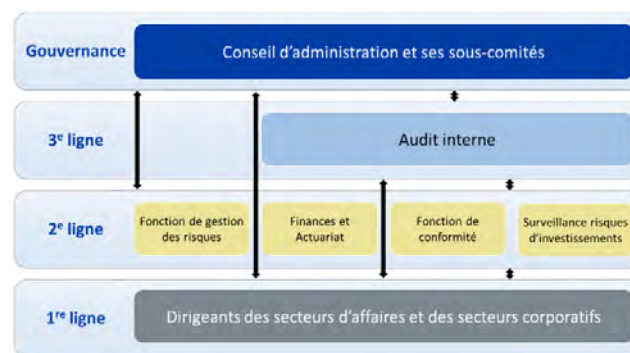 Gouvernance
Conseil d'administration et ses sous-comités
3e ligne
Audit interne
2e ligne
Fonction de gestion
des risques
Finances et
Actuariat
Fonction de
conformité
Surveillance risques
d'investissements
1re ligne
Dirigeants des secteurs d'affaires et des secteurs corporatifs